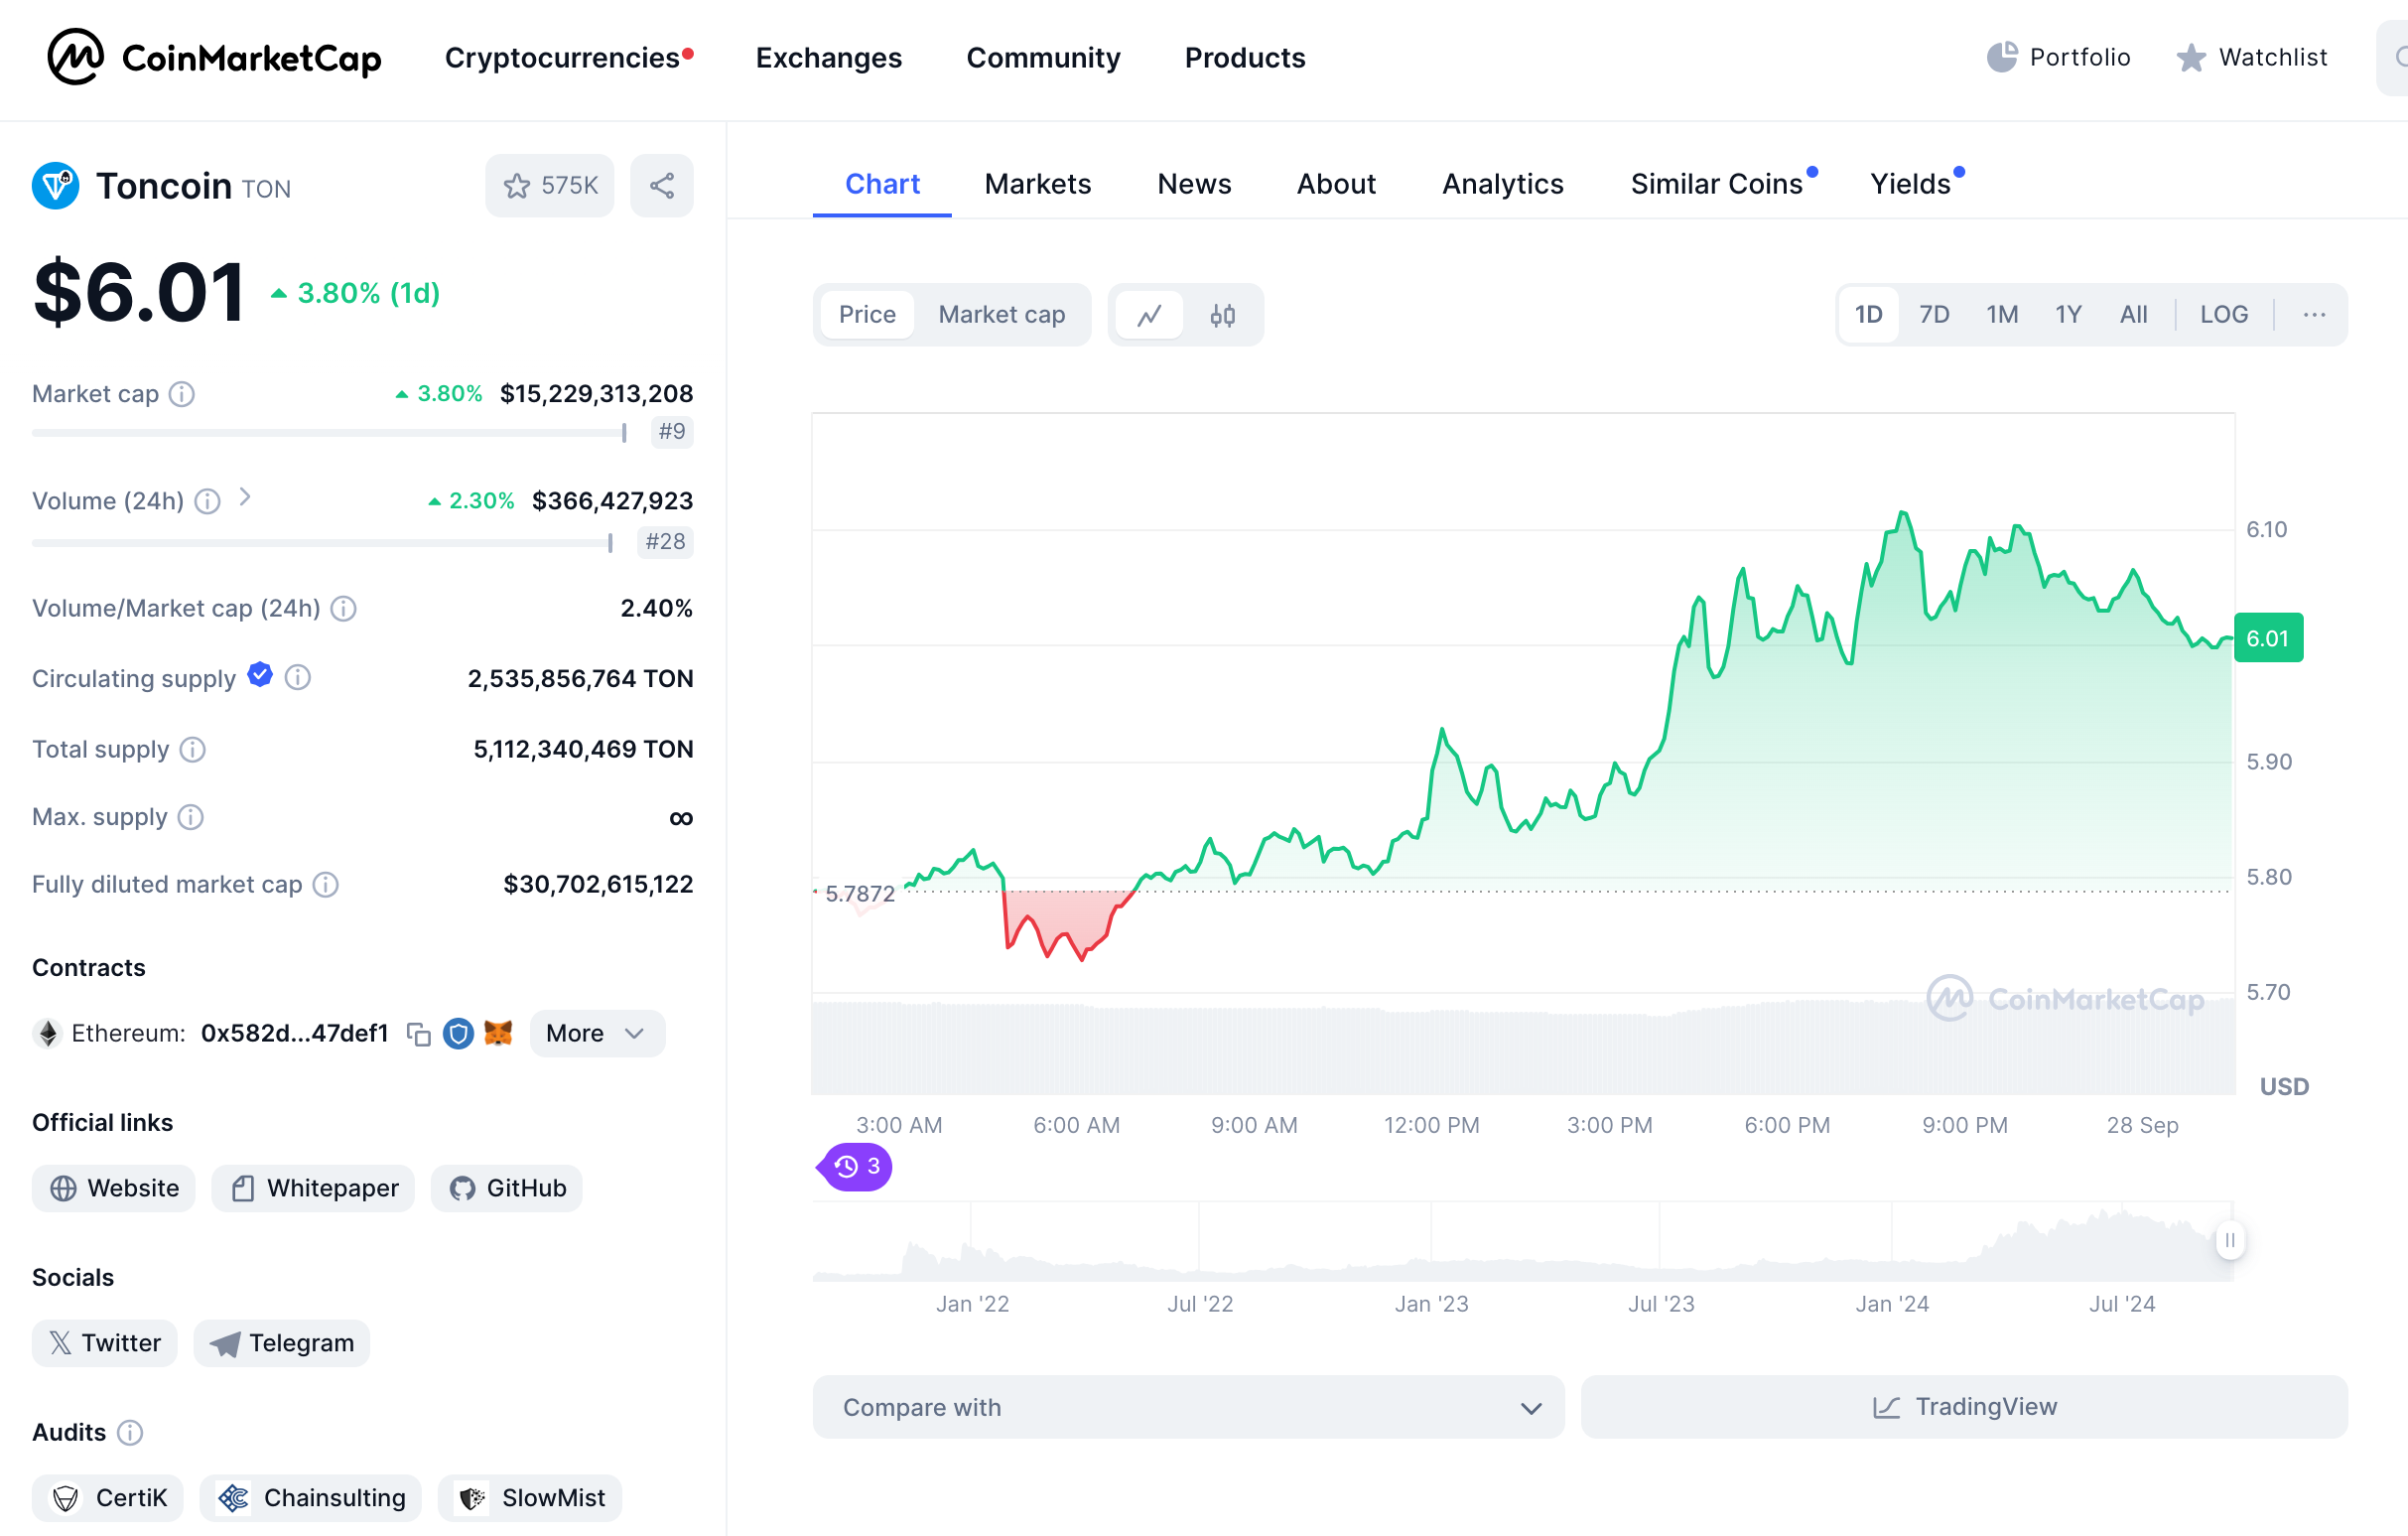 CoinMarketCap Cryptocurrencies Exchanges Community Products Portfolio Watchlist
Toncoin TON 575K
$6.01 3.80% (1d)
Market cap 3.80% $15,229,313,208
#9
Volume (24h) 2.30% $366,427,923
#28
Volume/Market cap (24h) 2.40%
Circulating supply 2,535,856,764 TON
Total supply 5,112,340,469 TON
Max. supply ∞
Fully diluted market cap $30,702,615,122
Contracts
Ethereum: 0x582d...47def1 More
Official links
Website Whitepaper GitHub
Socials
Twitter Telegram
Audits
CertiK Chainsulting SlowMist
Chart Markets News About Analytics Similar Coins Yields
Price Market cap 1D 7D 1M 1Y All LOG ...
6.10
6.01
5.90
5.80
5.7872
5.70
CoinMarketCap
USD
3:00 AM 6:00 AM 9:00 AM 12:00 PM 3:00 PM 6:00 PM 9:00 PM 28 Sep
3
Jan '22 Jul '22 Jan '23 Jul '23 Jan '24 Jul '24
Compare with TradingView